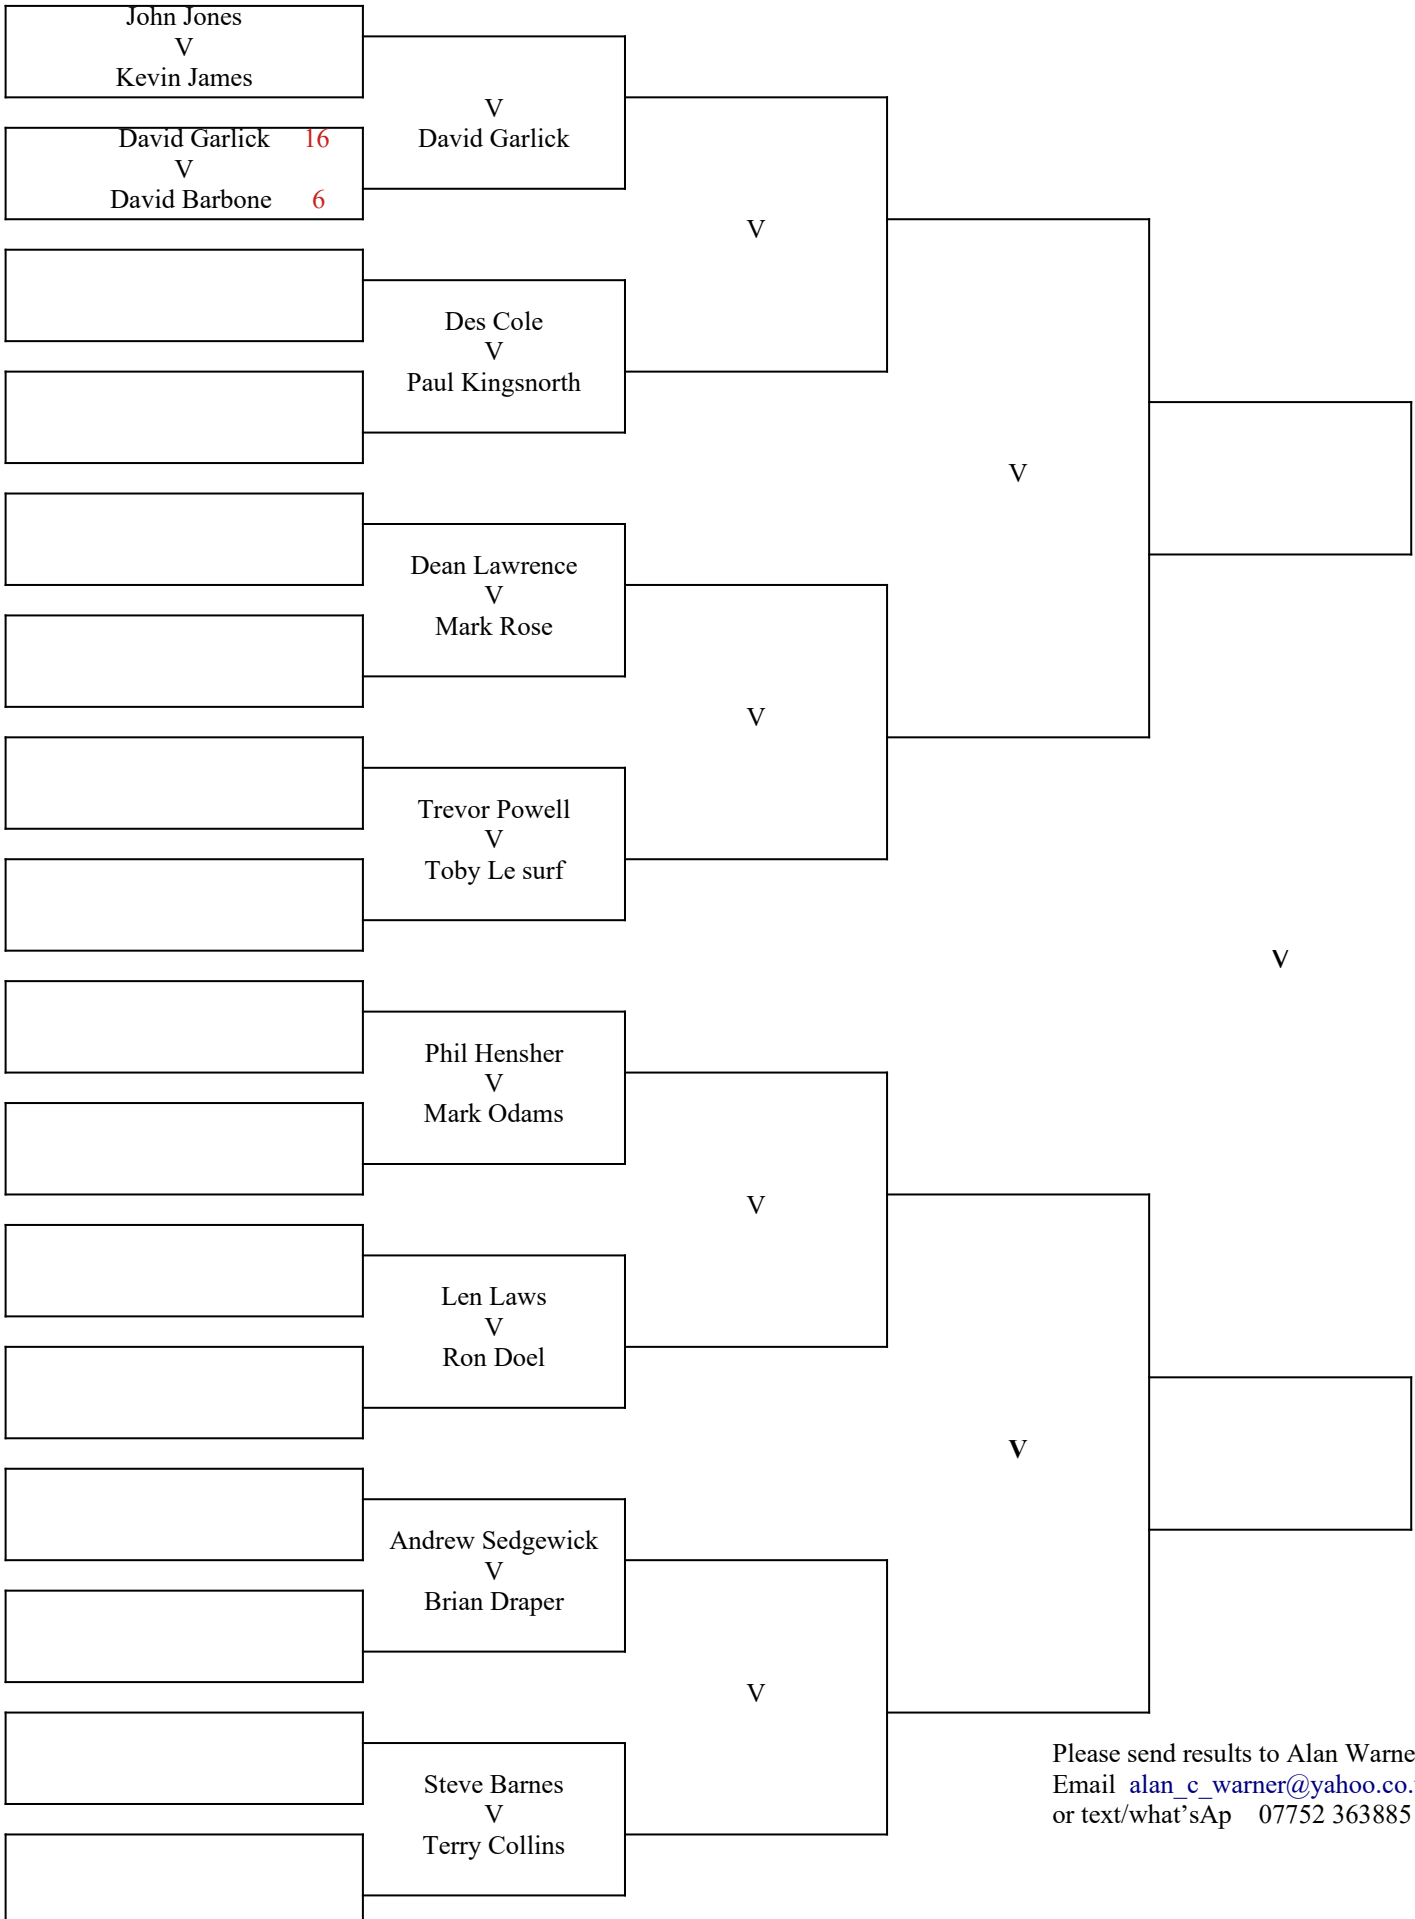 John Jones
V
Kevin James
David Garlick 16
V
David Barbone 6
V
David Garlick
V
Des Cole
V
Paul Kingsnorth
V
Dean Lawrence
V
Mark Rose
V
Trevor Powell
V
Toby Le surf
V
Phil Hensher
V
Mark Odams
V
Len Laws
V
Ron Doel
V
Andrew Sedgewick
V
Brian Draper
V
Steve Barnes
V
Terry Collins
Please send results to Alan Warne
Email alan_c_warner@yahoo.co.
or text/what’sAp 07752 363885